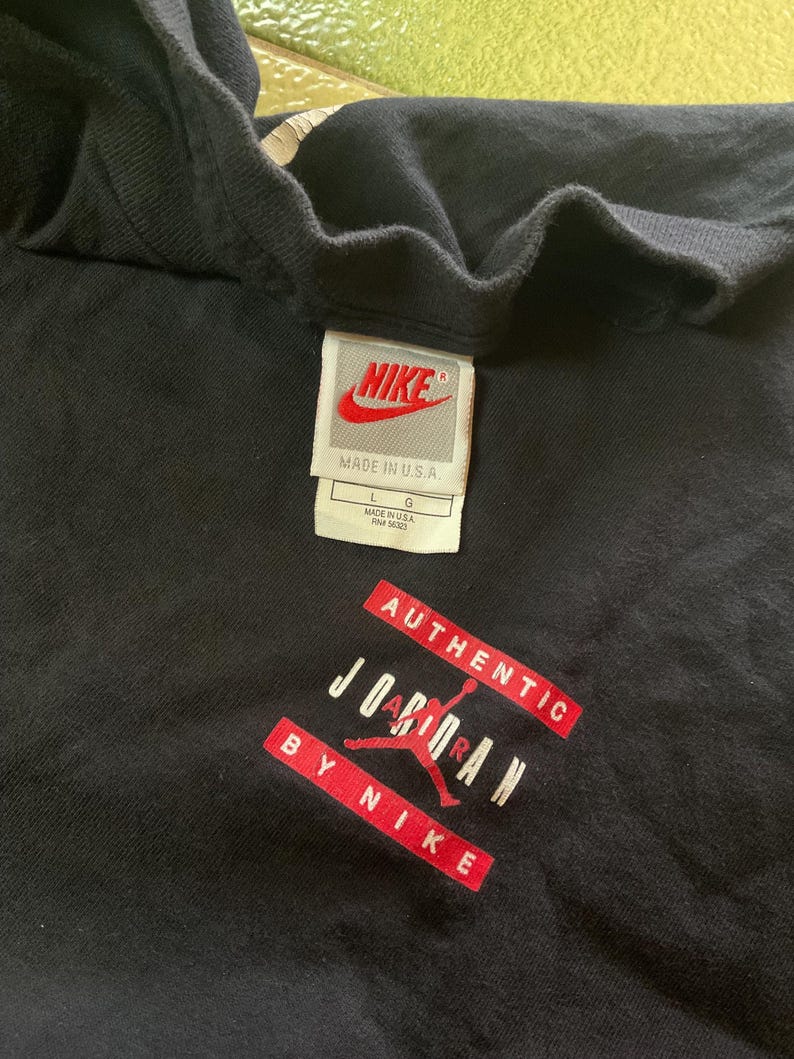 NIKE®
MADE IN U.S.A.
L G
MADE IN U.S.A.
RN# 56323
AUTHENTIC
JORDAN
AIR
BY NIKE